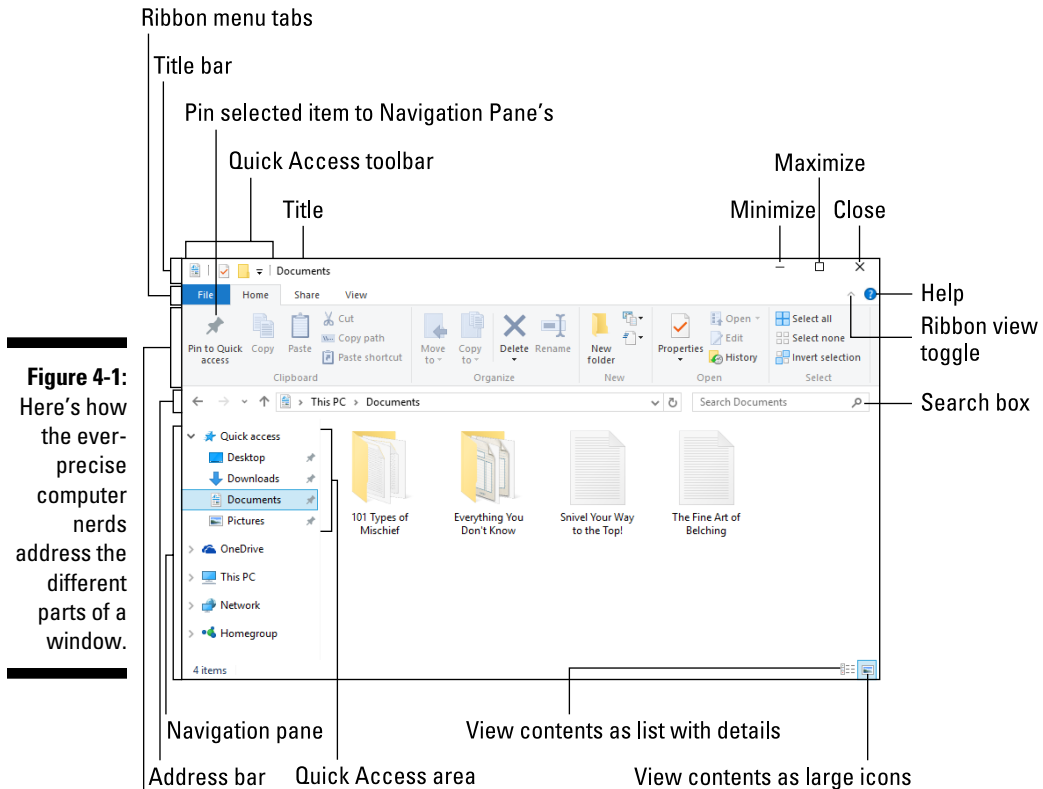 Ribbon menu tabs
Title bar
Pin selected item to Navigation Pane's
Quick Access toolbar
Maximize
Title
Minimize
Close
Documents
File
Home
Share
View
Help
Ribbon view
toggle
Pin to Quick
access
Copy
Paste
Cut
Copy path
Paste shortcut
Clipboard
Move
to
Copy
to
Delete
Rename
Organize
New
folder
New
Properties
Open
Edit
History
Open
Select all
Select none
Invert selection
Select
This PC > Documents
Search Documents
Search box
Figure 4-1:
Here's how
the ever-
precise
computer
nerds
address the
different
parts of a
window.
Quick access
Desktop
Downloads
Documents
Pictures
OneDrive
This PC
Network
Homegroup
101 Types of
Mischief
Everything You
Don't Know
Snivel Your Way
to the Top!
The Fine Art of
Belching
4 items
Navigation pane
View contents as list with details
Address bar
Quick Access area
View contents as large icons